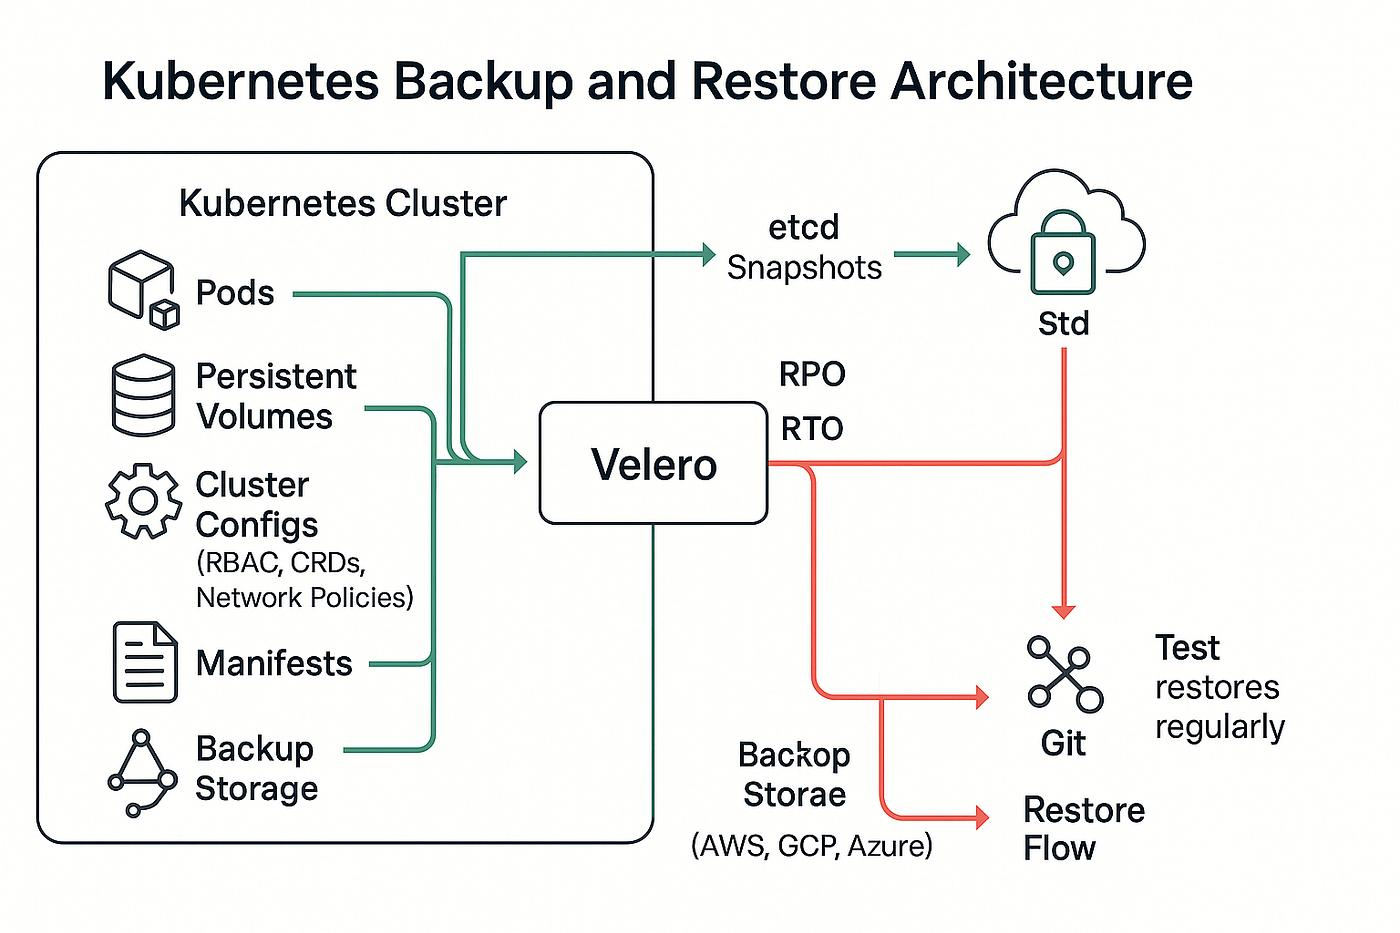 Kubernetes Backup and Restore Architecture
Kubernetes Cluster
Pods
Persistent
Volumes
Cluster
Configs
(RBAC, CRDs,
Network Policies)
Manifests
Backup
Storage
Velero
etcd
Snapshots
Std
RPO
RTO
Git
Test
restores
regularly
Backop
Storae
(AWS, GCP, Azure)
Restore
Flow